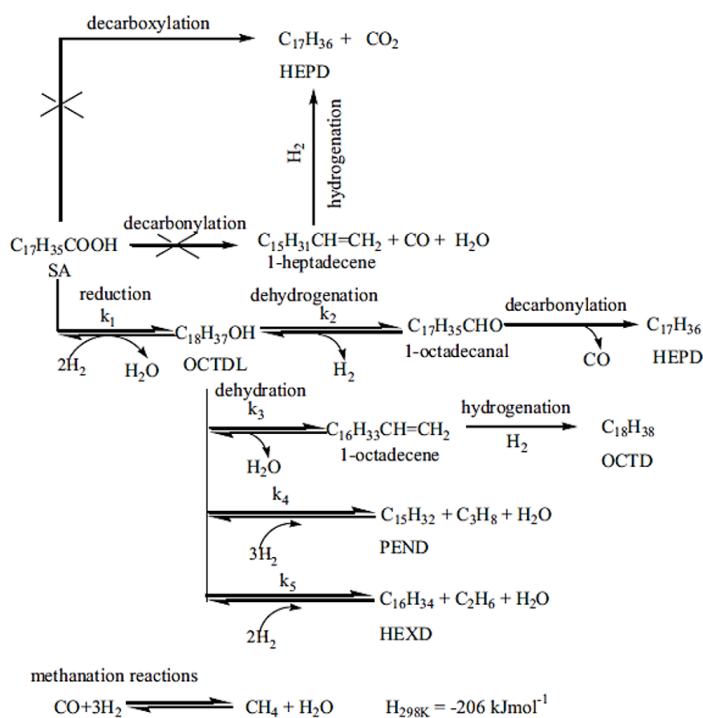 decarboxylation
C₁₇H₃₆ + CO₂
HEPD
H₂
hydrogenation
decarbonylation
C₁₇H₃₅COOH
SA
C₁₅H₃₁CH=CH₂ + CO + H₂O
1-heptadecene
reduction
k₁
2H₂
H₂O
C₁₈H₃₇OH
OCTDL
dehydrogenation
k₂
H₂
C₁₇H₃₅CHO
1-octadecanal
decarbonylation
CO
C₁₇H₃₆
HEPD
dehydration
k₃
H₂O
C₁₆H₃₃CH=CH₂
1-octadecene
hydrogenation
H₂
C₁₈H₃₈
OCTD
k₄
3H₂
C₁₅H₃₂ + C₃H₈ + H₂O
PEND
k₅
2H₂
C₁₆H₃₄ + C₂H₆ + H₂O
HEXD
methanation reactions
CO+3H₂ CH₄ + H₂O H₂₉₈K = -206 kJmol⁻¹